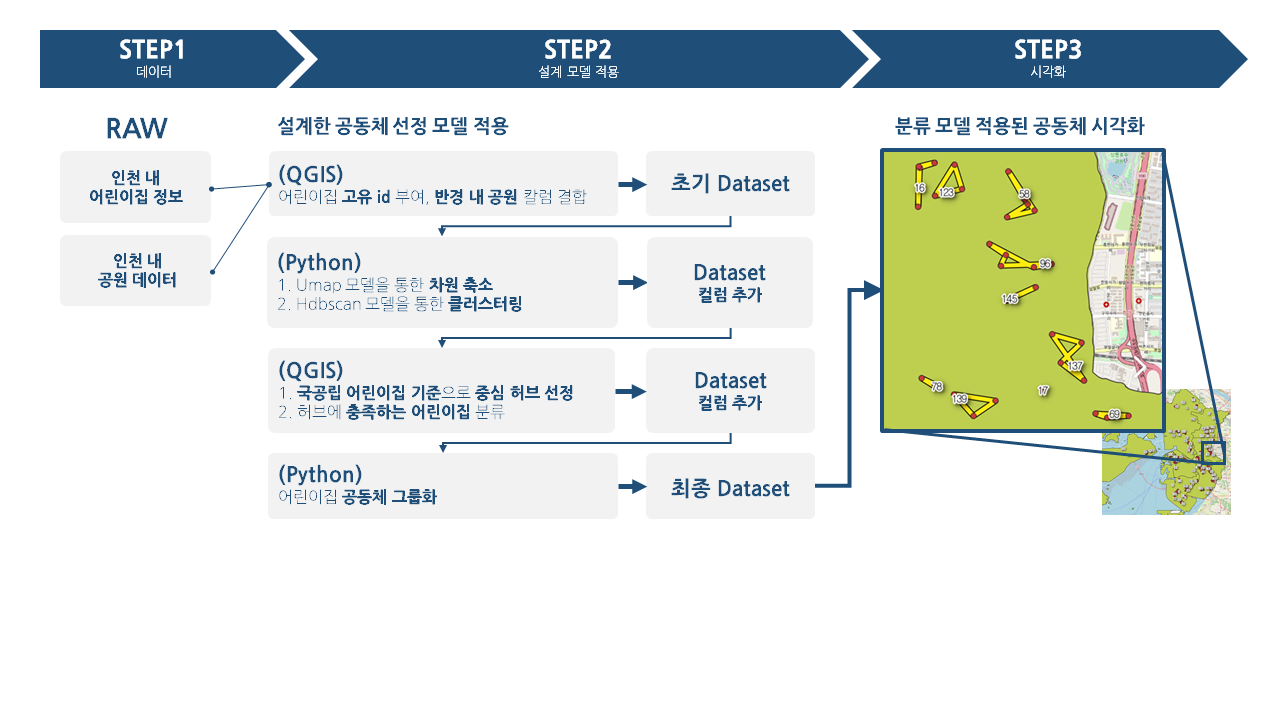 STEP1
데이터
STEP2
설계 모델 적용
STEP3
시각화
RAW
인천 내
어린이집 정보
인천 내
공원 데이터
설계한 공동체 선정 모델 적용
(QGIS)
어린이집 고유 id 부여, 반경 내 공원 칼럼 결합
초기 Dataset
(Python)
1. Umap 모델을 통한 차원 축소
2. Hdbscan 모델을 통한 클러스터링
Dataset
컬럼 추가
(QGIS)
1. 국공립 어린이집 기준으로 중심 허브 선정
2. 허브에 충족하는 어린이집 분류
Dataset
컬럼 추가
(Python)
어린이집 공동체 그룹화
최종 Dataset
분류 모델 적용된 공동체 시각화
16
123
58
96
145
137
78
139
17
69